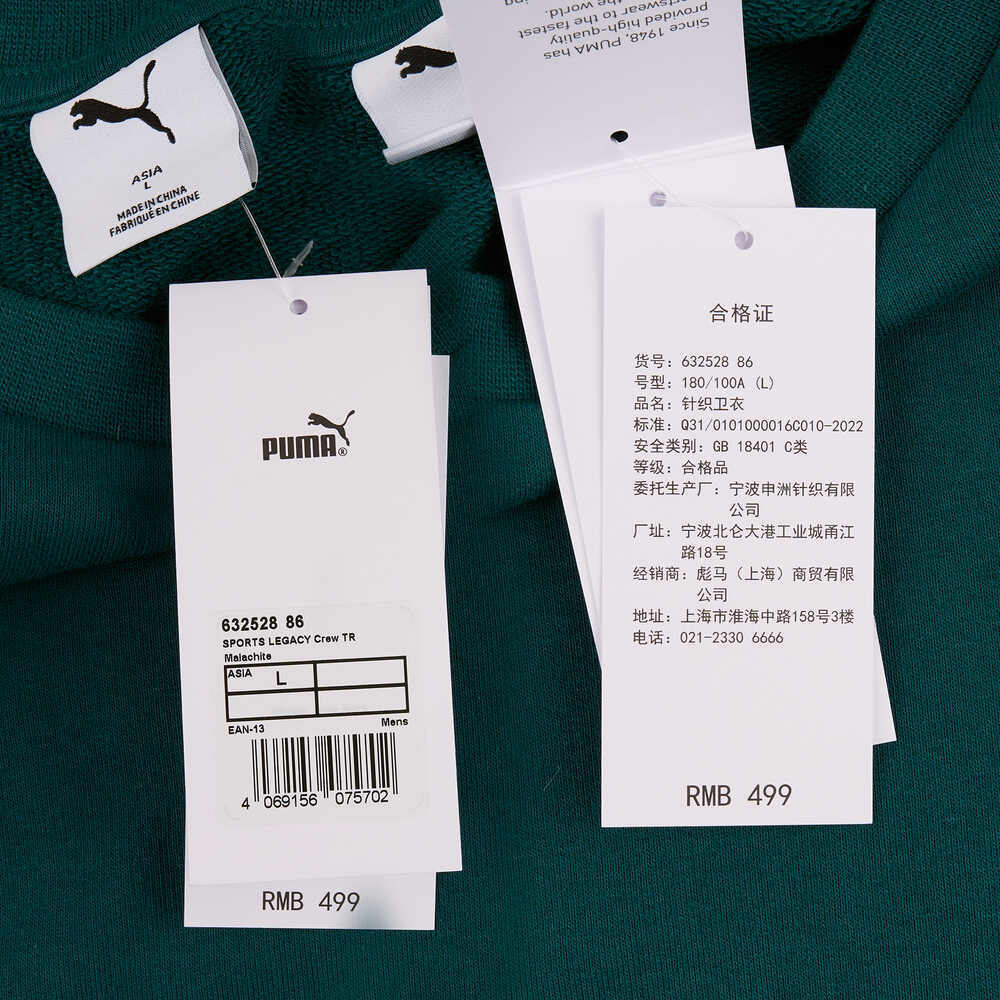 Since 1948, PUMA has
provided high-quality
sportswear to the fastest
the world.
ASIA
L
MADE IN CHINA
FABRIQUÉ EN CHINE
PUMA®
632528 86
SPORTS LEGACY Crew TR
Malachite
ASIA L
EAN-13 Mens
4 069156 075702
RMB 499
合格证
货号：632528 86
号型：180/100A (L)
品名：针织卫衣
标准：Q31/0101000016C010-2022
安全类别：GB 18401 C类
等级：合格品
委托生产厂：宁波申洲针织有限
公司
厂址：宁波北仑大港工业城甬江
路18号
经销商：彪马（上海）商贸有限
公司
地址：上海市淮海中路158号3楼
电话：021-2330 6666
RMB 499